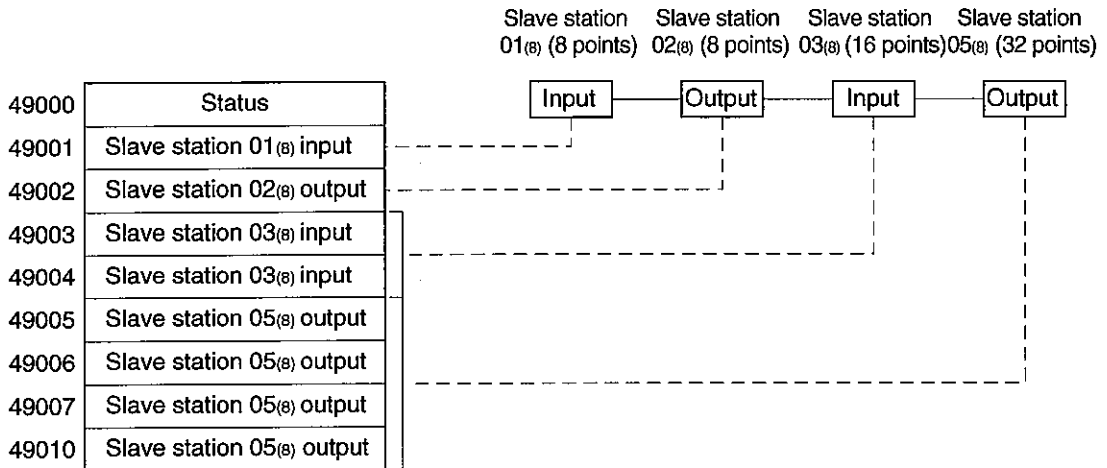 Slave station Slave station Slave station Slave station
01(8) (8 points) 02(8) (8 points) 03(8) (16 points) 05(8) (32 points)
Input Output Input Output
49000 Status
49001 Slave station 01(8) input
49002 Slave station 02(8) output
49003 Slave station 03(8) input
49004 Slave station 03(8) input
49005 Slave station 05(8) output
49006 Slave station 05(8) output
49007 Slave station 05(8) output
49010 Slave station 05(8) output